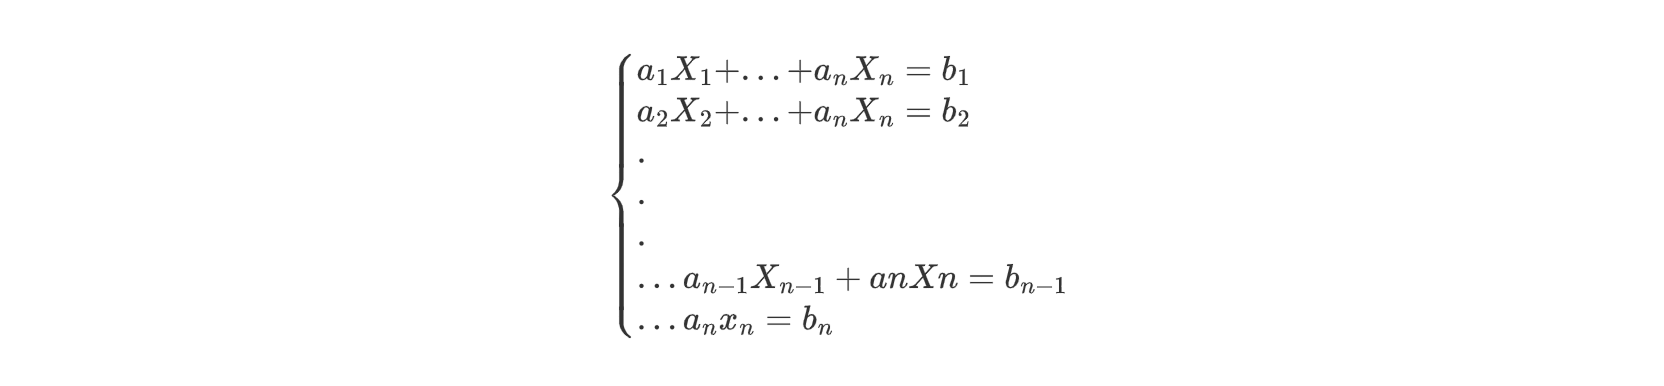 a₁X₁+...+aₙXₙ = b₁
a₂X₂+...+aₙXₙ = b₂
.
.
.
...aₙ₋₁Xₙ₋₁ + anXn = bₙ₋₁
...aₙxₙ = bₙ